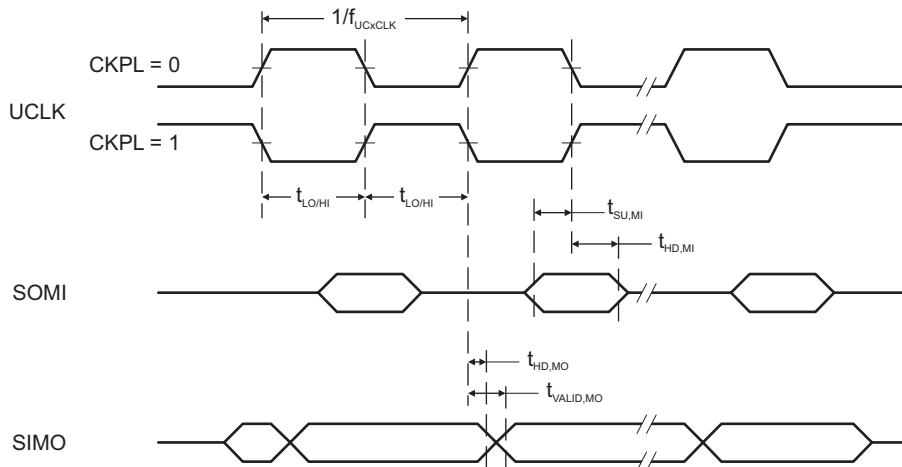 1/fUCxCLK
CKPL = 0
UCLK
CKPL = 1
tLO/HI tLO/HI
tSU,MI
tHD,MI
SOMI
tHD,MO
tVALID,MO
SIMO